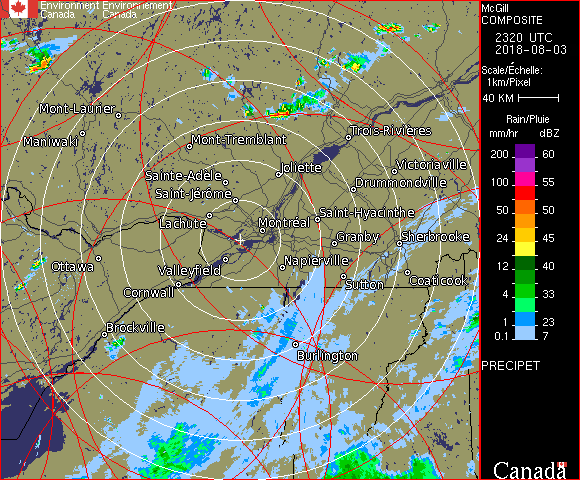 Environment Environnement
Canada Canada
McGill
COMPOSITE
2320 UTC
2018-08-03
Scale/Échelle:
1km/Pixel
40 KM
Rain/Pluie
mm/hr dBZ
200 60
100 55
50 50
24 45
12 40
4 33
1 23
0.1 7
PRECIPET
Canada
Mont-Laurier
Maniwaki
Mont-Tremblant
Trois-Rivières
Sainte-Adèle
Joliette
Victoriaville
Saint-Jérôme
Drummondville
Lachute
Saint-Hyacinthe
Montréal
Granby
Sherbrooke
Ottawa
Valleyfield
Napierville
Coaticook
Cornwall
Sutton
Brockville
Burlington